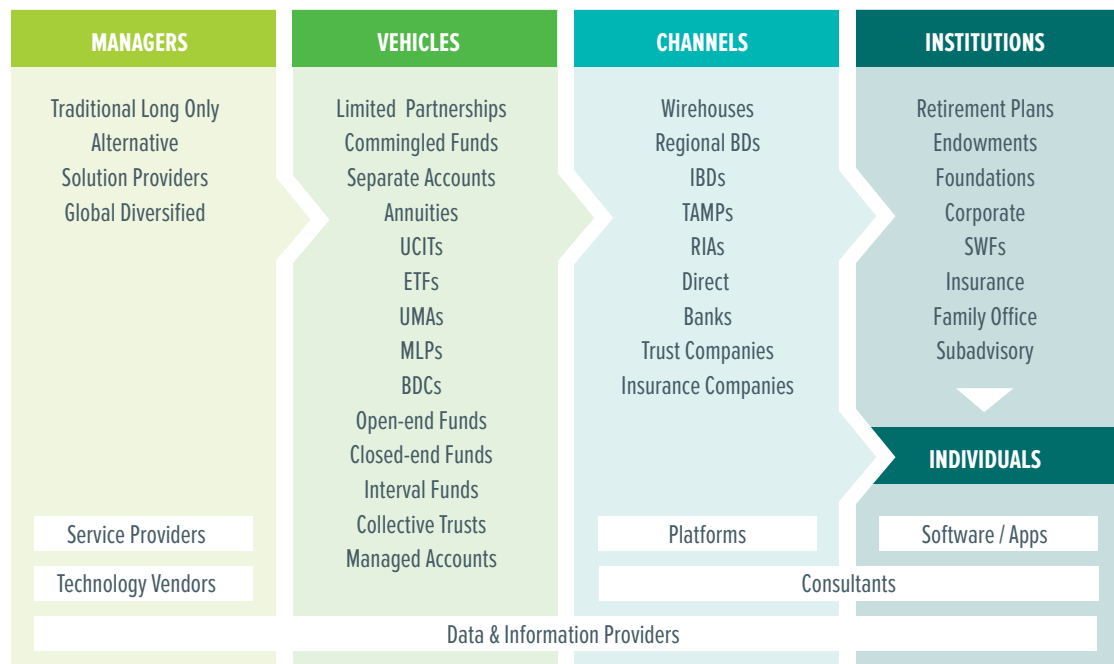 MANAGERS
Traditional Long Only
Alternative
Solution Providers
Global Diversified
Service Providers
Technology Vendors
VEHICLES
Limited Partnerships
Commingled Funds
Separate Accounts
Annuities
UCITs
ETFs
UMAs
MLPs
BDCs
Open-end Funds
Closed-end Funds
Interval Funds
Collective Trusts
Managed Accounts
CHANNELS
Wirehouses
Regional BDs
IBDs
TAMPs
RIAs
Direct
Banks
Trust Companies
Insurance Companies
Platforms
INSTITUTIONS
Retirement Plans
Endowments
Foundations
Corporate
SWFs
Insurance
Family Office
Subadvisory
INDIVIDUALS
Software / Apps
Consultants
Data & Information Providers